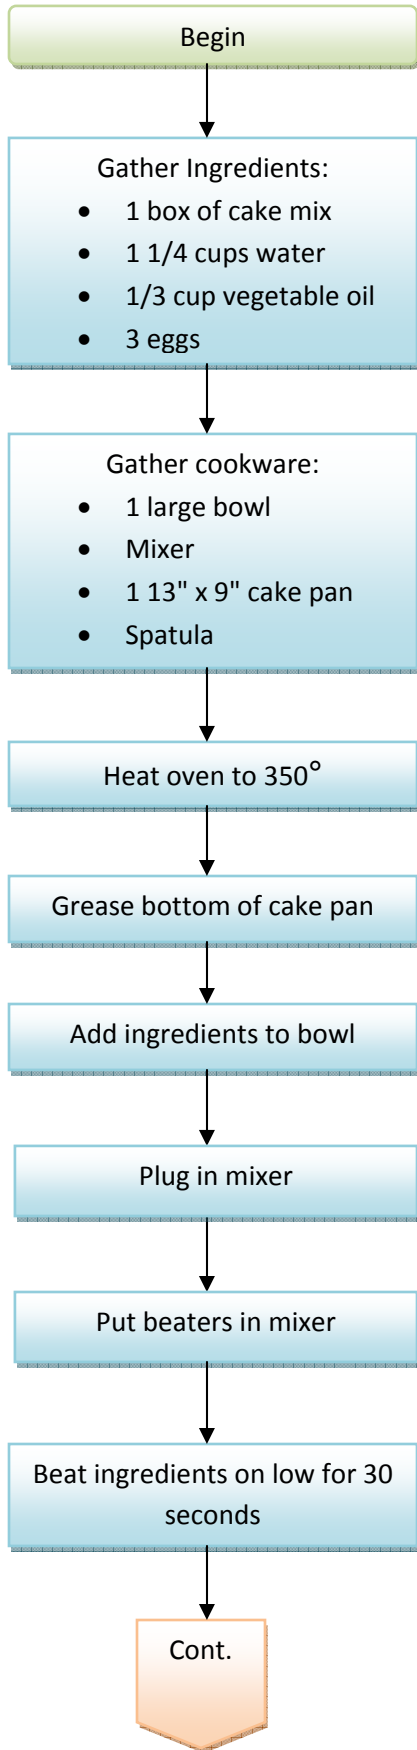 Begin
Gather Ingredients:
• 1 box of cake mix
• 1 1/4 cups water
• 1/3 cup vegetable oil
• 3 eggs
Gather cookware:
• 1 large bowl
• Mixer
• 1 13" x 9" cake pan
• Spatula
Heat oven to 350°
Grease bottom of cake pan
Add ingredients to bowl
Plug in mixer
Put beaters in mixer
Beat ingredients on low for 30
seconds
Cont.